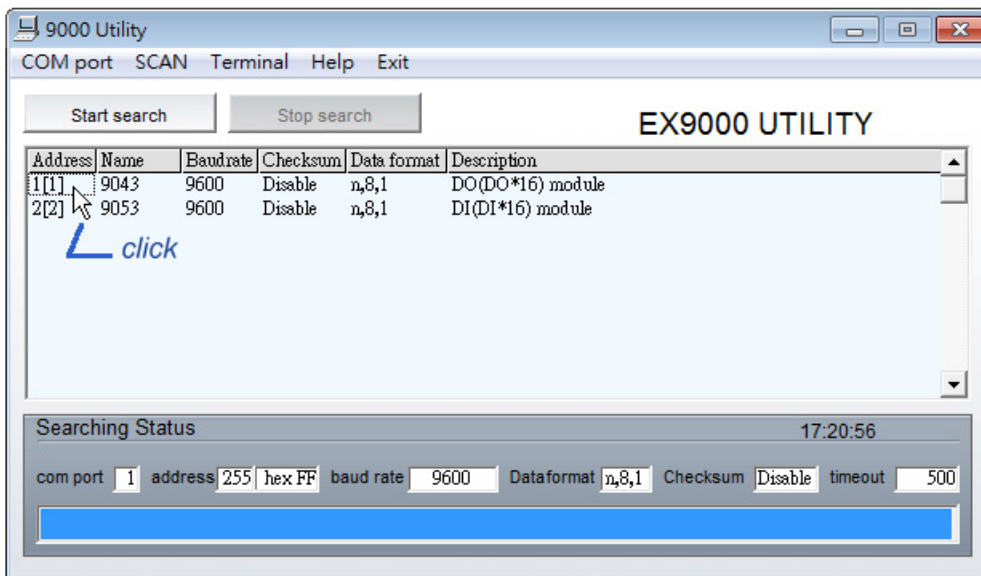 9000 Utility
COM port SCAN Terminal Help Exit
Start search Stop search EX9000 UTILITY
Address Name Baudrate Checksum Data format Description
1[1] 9043 9600 Disable n,8,1 DO(DO*16) module
2[2] 9053 9600 Disable n,8,1 DI(DI*16) module
click
Searching Status 17:20:56
com port 1 address 255 hex FF baud rate 9600 Dataformat n,8,1 Checksum Disable timeout 500